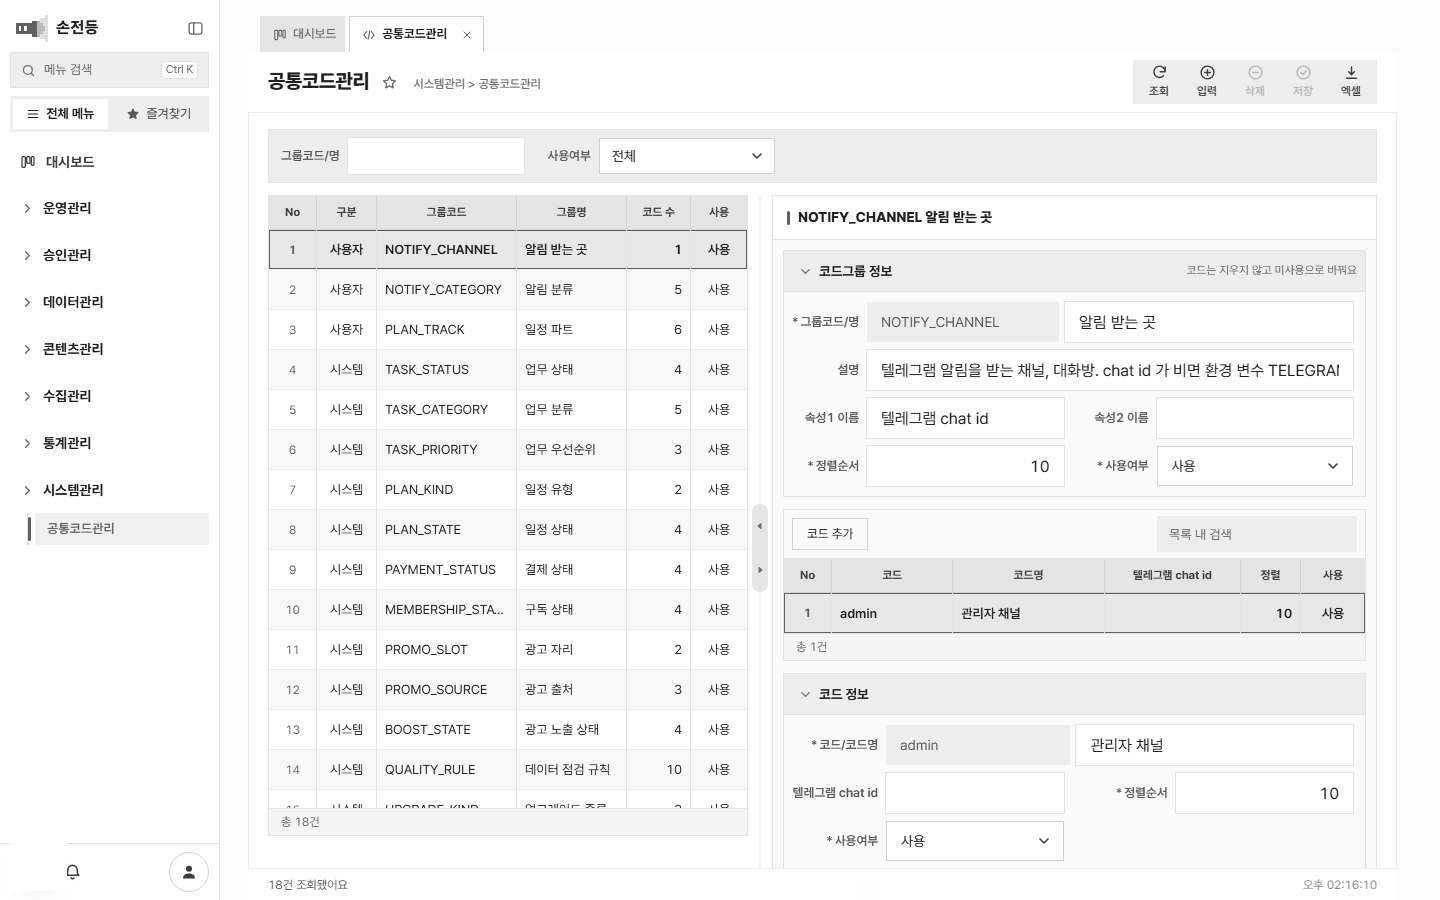 손전등
메뉴 검색 Ctrl K
전체 메뉴 즐겨찾기
대시보드
운영관리
승인관리
데이터관리
콘텐츠관리
수집관리
통계관리
시스템관리
공통코드관리
대시보드 공통코드관리
공통코드관리 시스템관리 > 공통코드관리
조회 입력 삭제 저장 엑셀
그룹코드/명 사용여부 전체
No 구분 그룹코드 그룹명 코드 수 사용
1 사용자 NOTIFY_CHANNEL 알림 받는 곳 1 사용
2 사용자 NOTIFY_CATEGORY 알림 분류 5 사용
3 사용자 PLAN_TRACK 일정 파트 6 사용
4 시스템 TASK_STATUS 업무 상태 4 사용
5 시스템 TASK_CATEGORY 업무 분류 5 사용
6 시스템 TASK_PRIORITY 업무 우선순위 3 사용
7 시스템 PLAN_KIND 일정 유형 2 사용
8 시스템 PLAN_STATE 일정 상태 4 사용
9 시스템 PAYMENT_STATUS 결제 상태 4 사용
10 시스템 MEMBERSHIP_STA... 구독 상태 4 사용
11 시스템 PROMO_SLOT 광고 자리 2 사용
12 시스템 PROMO_SOURCE 광고 출처 3 사용
13 시스템 BOOST_STATE 광고 노출 상태 4 사용
14 시스템 QUALITY_RULE 데이터 점검 규칙 10 사용
총 18건
NOTIFY_CHANNEL 알림 받는 곳
코드그룹 정보 코드는 지우지 않고 미사용으로 바꿔요
* 그룹코드/명 NOTIFY_CHANNEL 알림 받는 곳
설명 텔레그램 알림을 받는 채널, 대화방. chat id 가 비면 환경 변수 TELEGRAM
속성1 이름 텔레그램 chat id 속성2 이름
* 정렬순서 10 * 사용여부 사용
코드 추가 목록 내 검색
No 코드 코드명 텔레그램 chat id 정렬 사용
1 admin 관리자 채널 10 사용
총 1건
코드 정보
* 코드/코드명 admin 관리자 채널
텔레그램 chat id * 정렬순서 10
* 사용여부 사용
18건 조회됐어요 오후 02:16:10